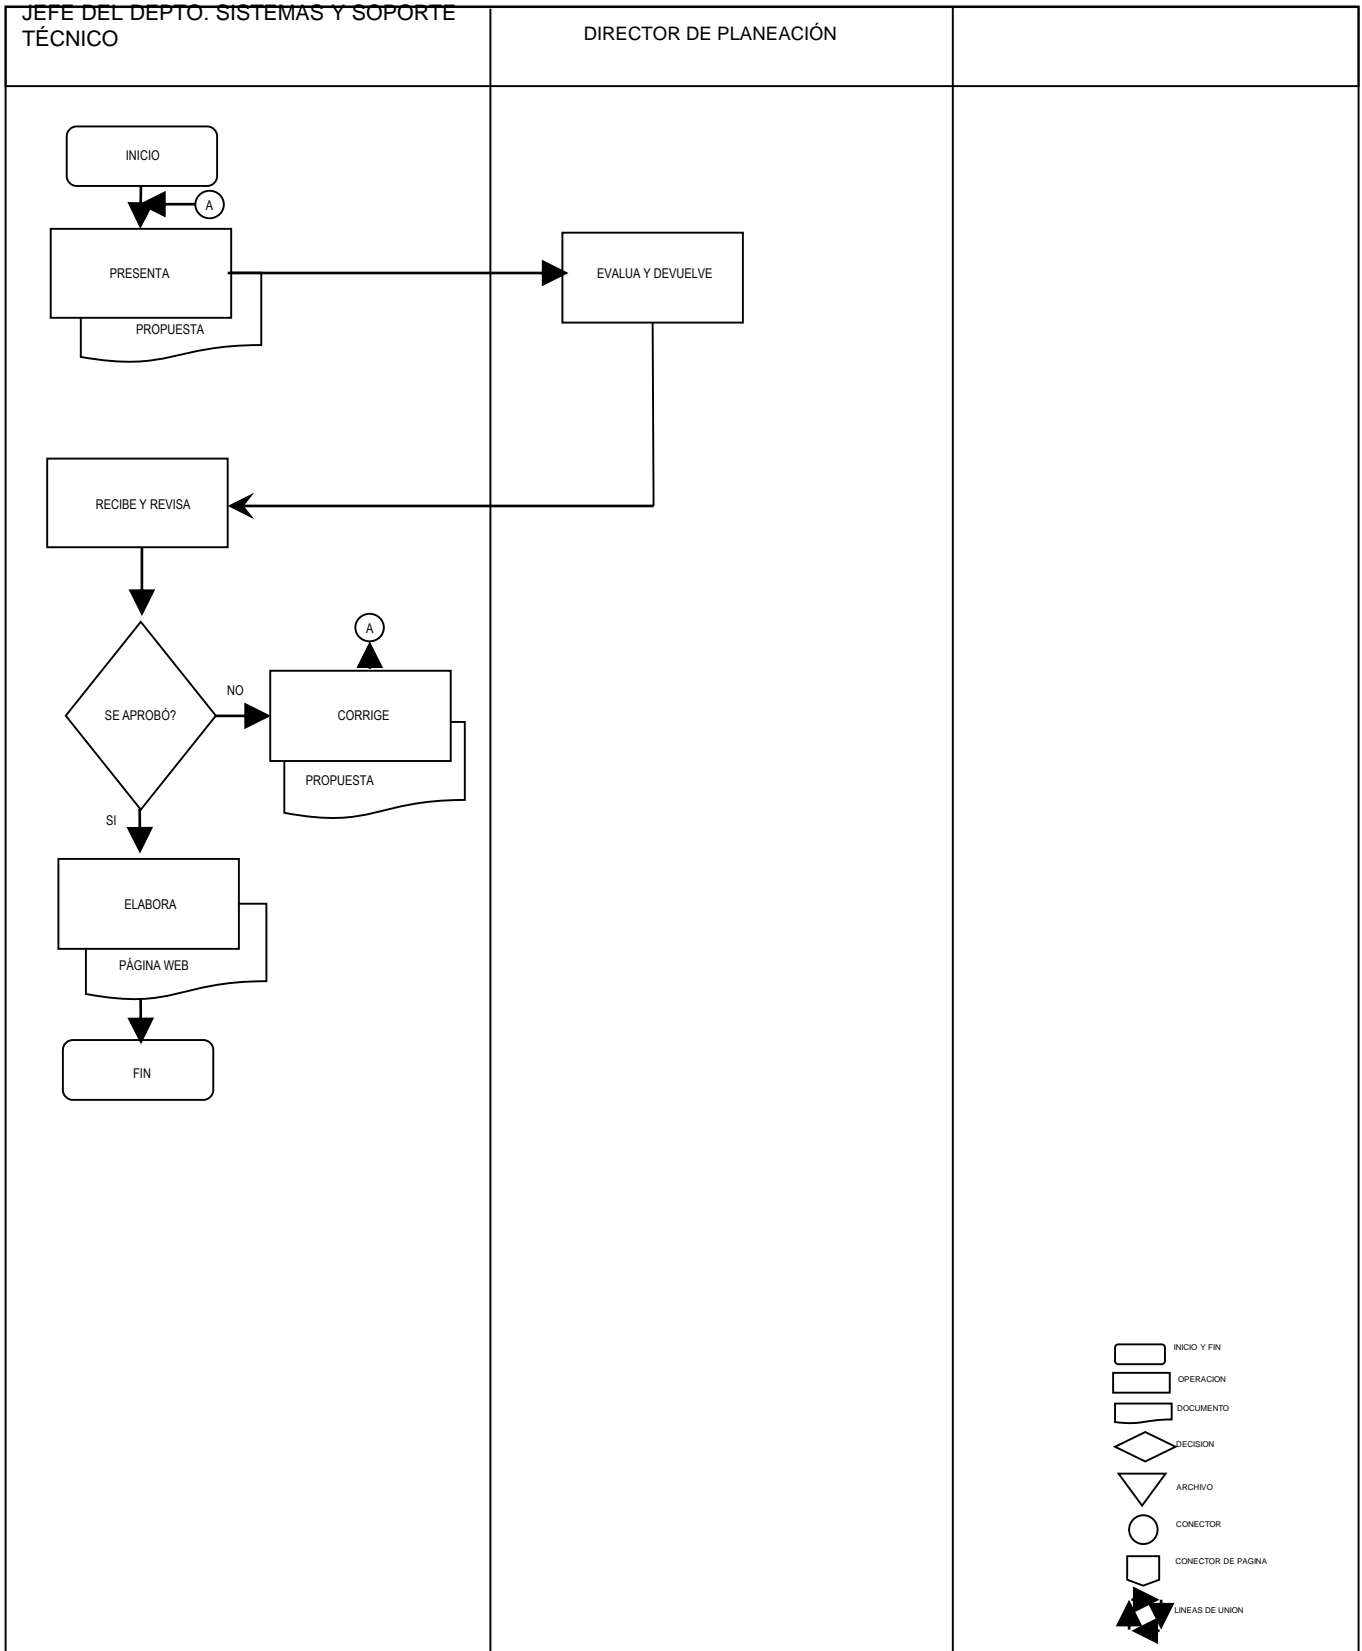 JEFE DEL DEPTO. SISTEMAS Y SOPORTE
TÉCNICO
DIRECTOR DE PLANEACIÓN
INICIO
A
PRESENTA
EVALUA Y DEVUELVE
PROPUESTA
RECIBE Y REVISA
A
NO
SE APROBÓ?
CORRIGE
PROPUESTA
SI
ELABORA
PÁGINA WEB
FIN
INICIO Y FIN
OPERACION
DOCUMENTO
DECISION
ARCHIVO
CONECTOR
CONECTOR DE PAGINA
LINEAS DE UNION